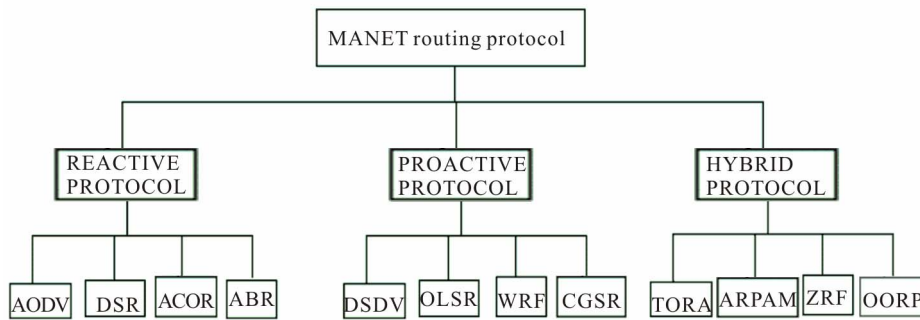 MANET routing protocol
REACTIVE
PROTOCOL
PROACTIVE
PROTOCOL
HYBRID
PROTOCOL
AODV
DSR
ACOR
ABR
DSDV
OLSR
WRF
CGSR
TORA
ARPAM
ZRF
OORP